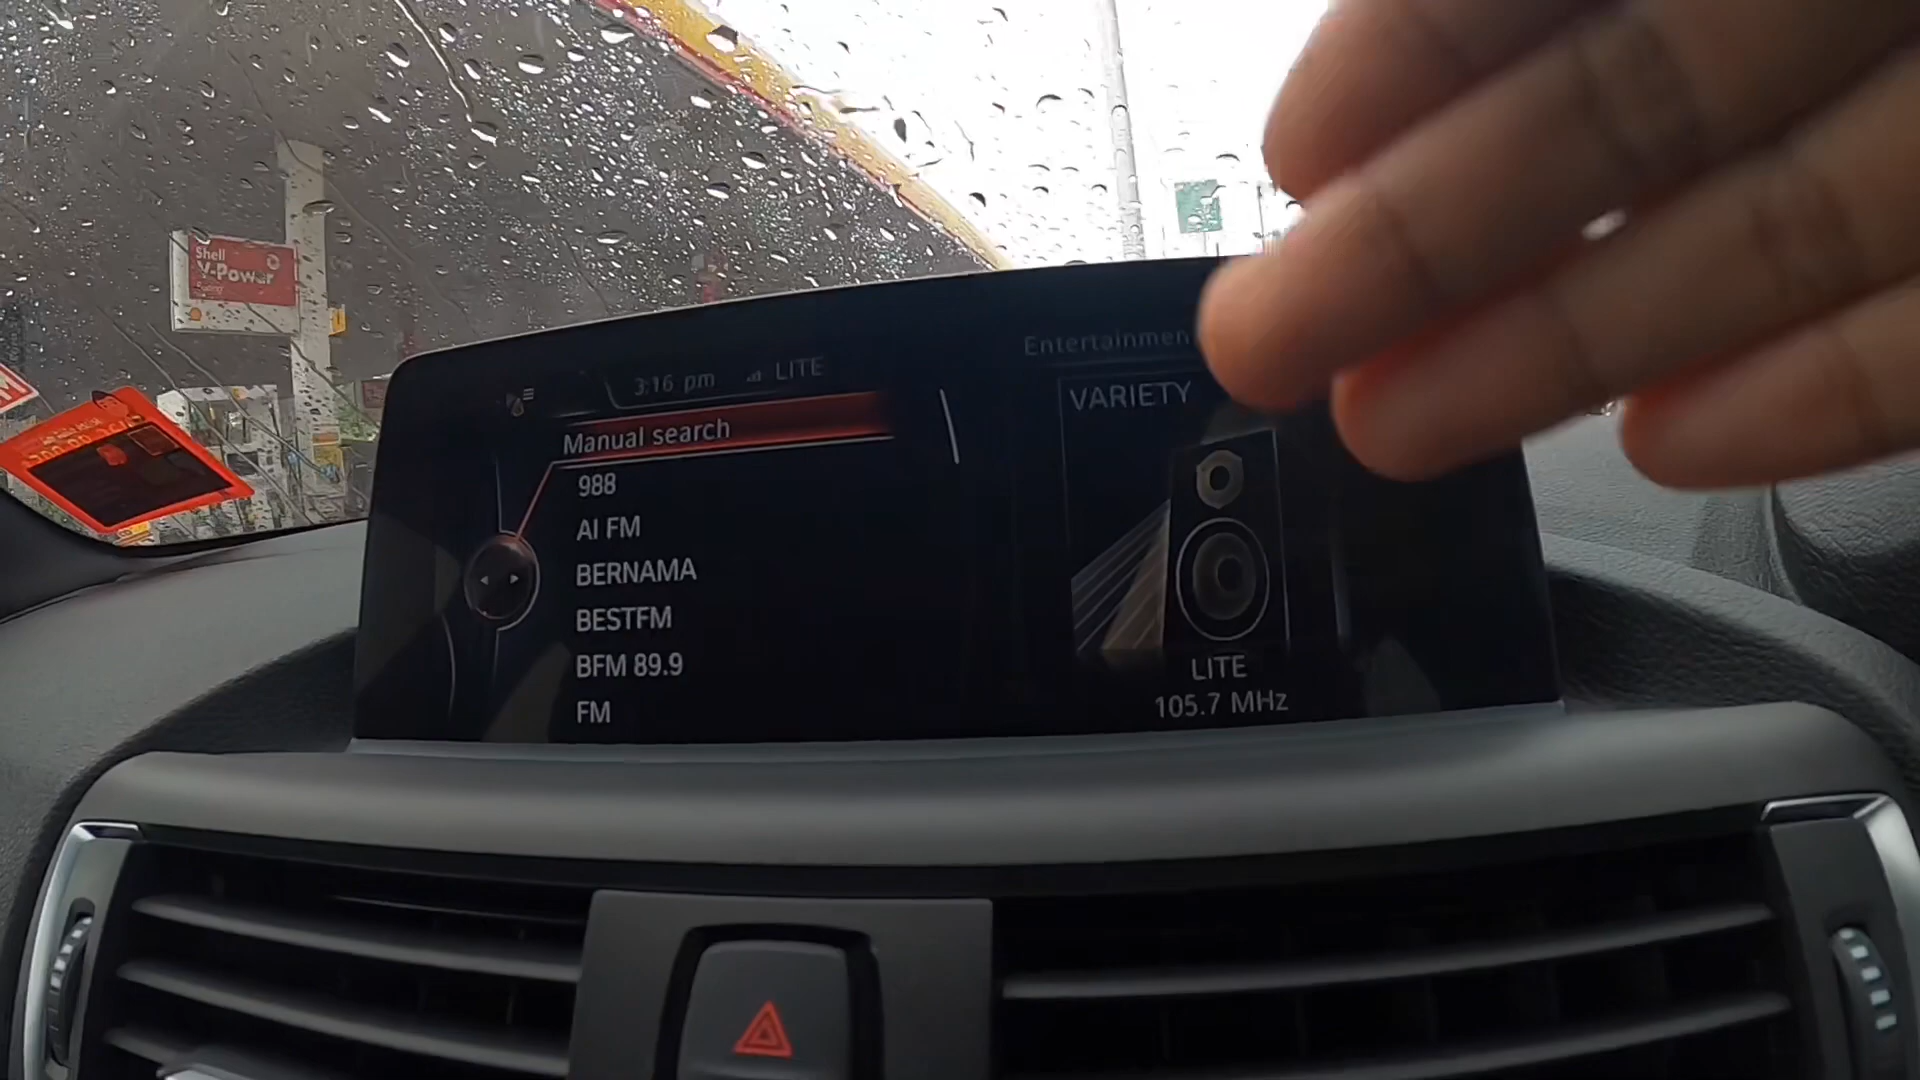 Shell
V-Power
3:16 pm
LITE
Manual search
988
AI FM
BERNAMA
BESTFM
BFM 89.9
FM
Entertainmen
VARIETY
LITE
105.7 MHz